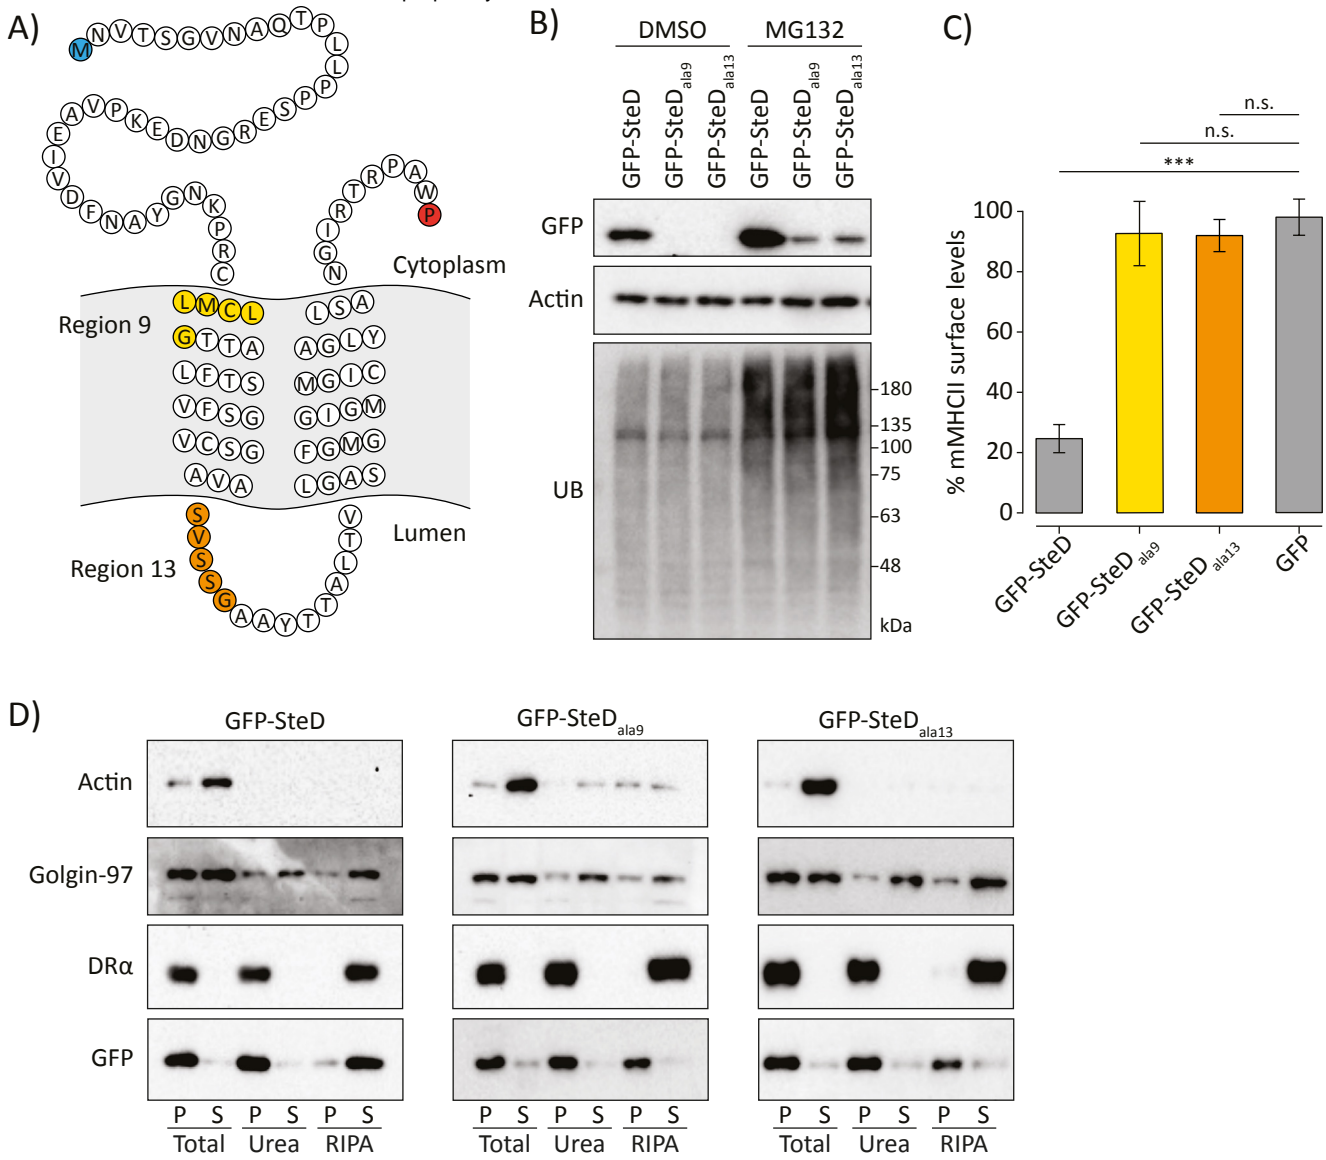 A)
MNVTSGVNAQTPLLPPSERGNDEKPVAEIVDFNAYGNKPRC
NGIRTRPAWP
Cytoplasm
Region 9
LMCL LSA
GTTA AGLY
LFTS MGIC
VFSG GIGM
VCSG FGMG
AVA LGAS
Lumen
Region 13
SVSSGAAYTTALTV
B)
DMSO MG132
GFP-SteD
GFP-SteDala9
GFP-SteDala13
GFP-SteD
GFP-SteDala9
GFP-SteDala13
GFP
Actin
UB
180
135
100
75
63
48
kDa
C)
n.s.
n.s.
***
% mMHCII surface levels
100
80
60
40
20
0
GFP-SteD
GFP-SteD ala9
GFP-SteD ala13
GFP
D)
GFP-SteD GFP-SteDala9 GFP-SteDala13
Actin
Golgin-97
DRα
GFP
P S P S P S P S P S P S P S P S P S
Total Urea RIPA Total Urea RIPA Total Urea RIPA